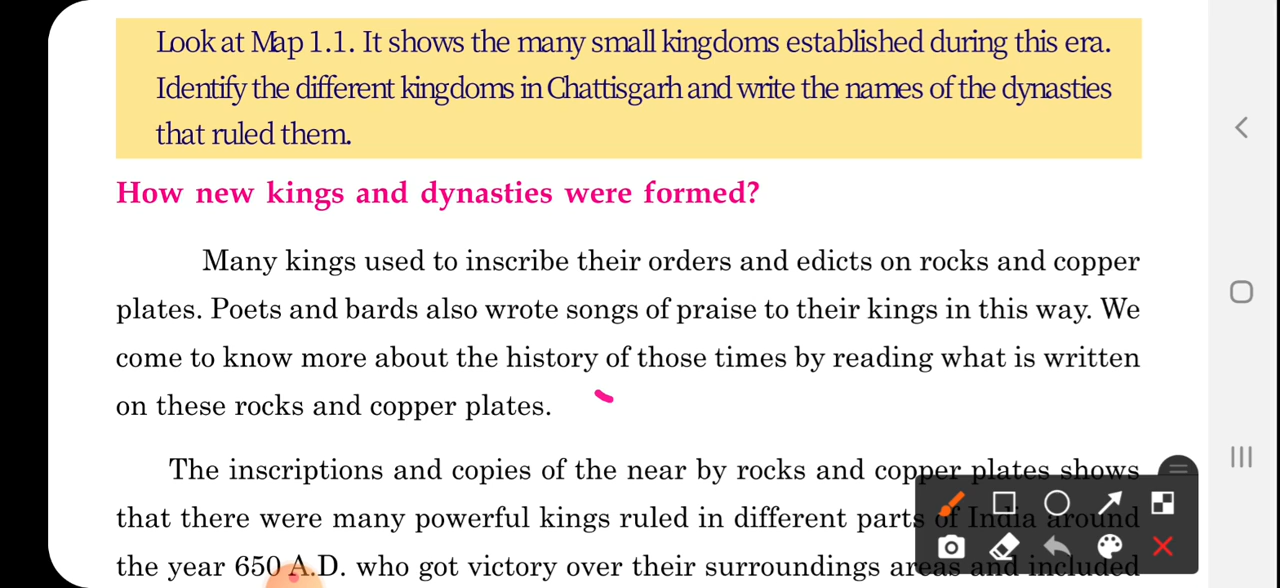 Look at Map 1.1. It shows the many small kingdoms established during this era.
Identify the different kingdoms in Chattisgarh and write the names of the dynasties
that ruled them.
How new kings and dynasties were formed?
Many kings used to inscribe their orders and edicts on rocks and copper
plates. Poets and bards also wrote songs of praise to their kings in this way. We
come to know more about the history of those times by reading what is written
on these rocks and copper plates.
The inscriptions and copies of the near by rocks and copper plates shows
that there were many powerful kings ruled in different parts of India around
the year 650 A.D. who got victory over their surroundings areas and included